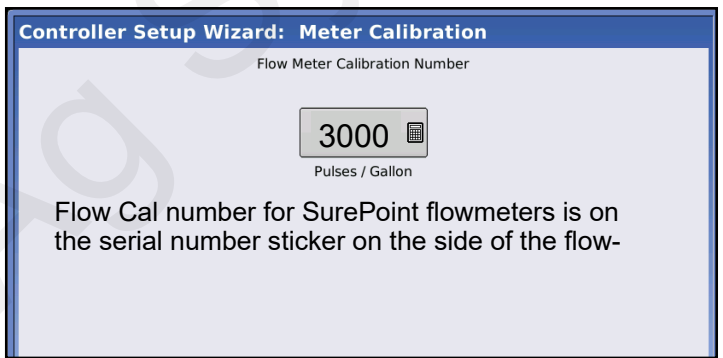 Controller Setup Wizard: Meter Calibration
Flow Meter Calibration Number
3000
Pulses / Gallon
Flow Cal number for SurePoint flowmeters is on
the serial number sticker on the side of the flow-